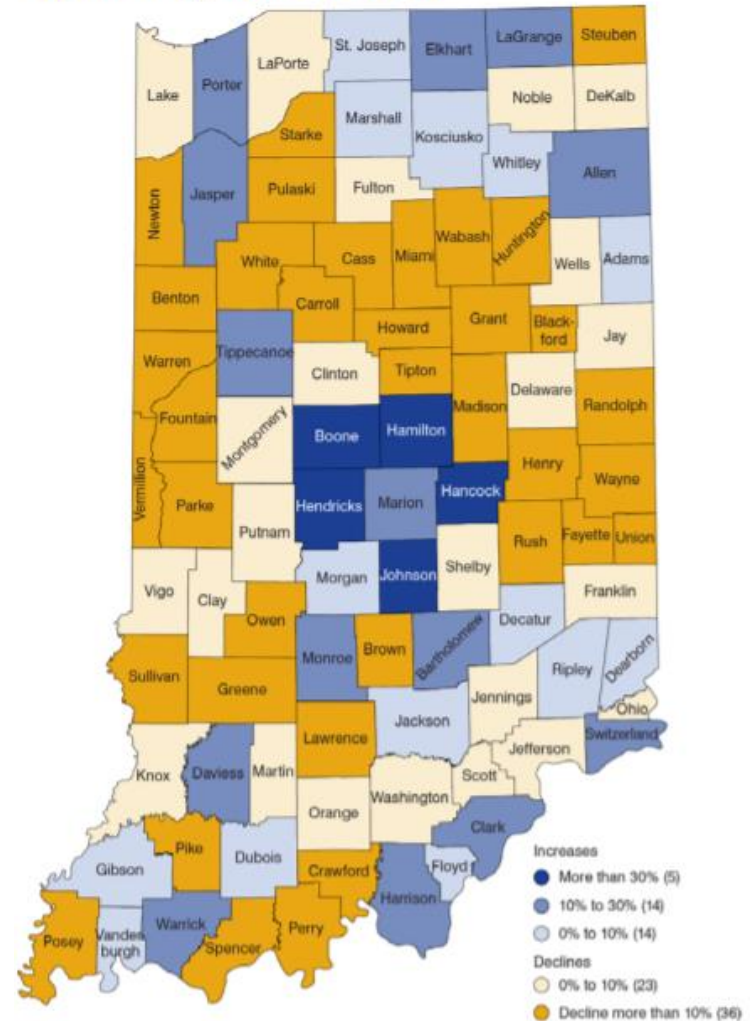 St. Joseph
Elkhart
LaGrange
Steuben
LaPorte
Porter
Lake
Noble
DeKalb
Marshall
Kosciusko
Starke
Whitley
Allen
Jasper
Pulaski
Fulton
Newton
Wabash
Huntington
White
Cass
Miami
Wells
Adams
Benton
Carroll
Grant
Black-
ford
Howard
Jay
Tippecanoe
Warren
Clinton
Tipton
Delaware
Fountain
Madison
Randolph
Montgomery
Boone
Hamilton
Henry
Wayne
Vermillion
Parke
Hendricks
Marion
Hancock
Putnam
Rush
Fayette
Union
Morgan
Johnson
Shelby
Vigo
Clay
Franklin
Owen
Decatur
Monroe
Brown
Bartholomew
Ripley
Dearborn
Sullivan
Greene
Jennings
Ohio
Jackson
Switzerland
Lawrence
Jefferson
Knox
Daviess
Martin
Scott
Washington
Orange
Clark
Pike
Dubois
Gibson
Crawford
Floyd
Harrison
Warrick
Perry
Posey
Vander
burgh
Spencer
Increases
More than 30% (5)
10% to 30% (14)
0% to 10% (14)
Declines
0% to 10% (23)
Decline more than 10% (36)